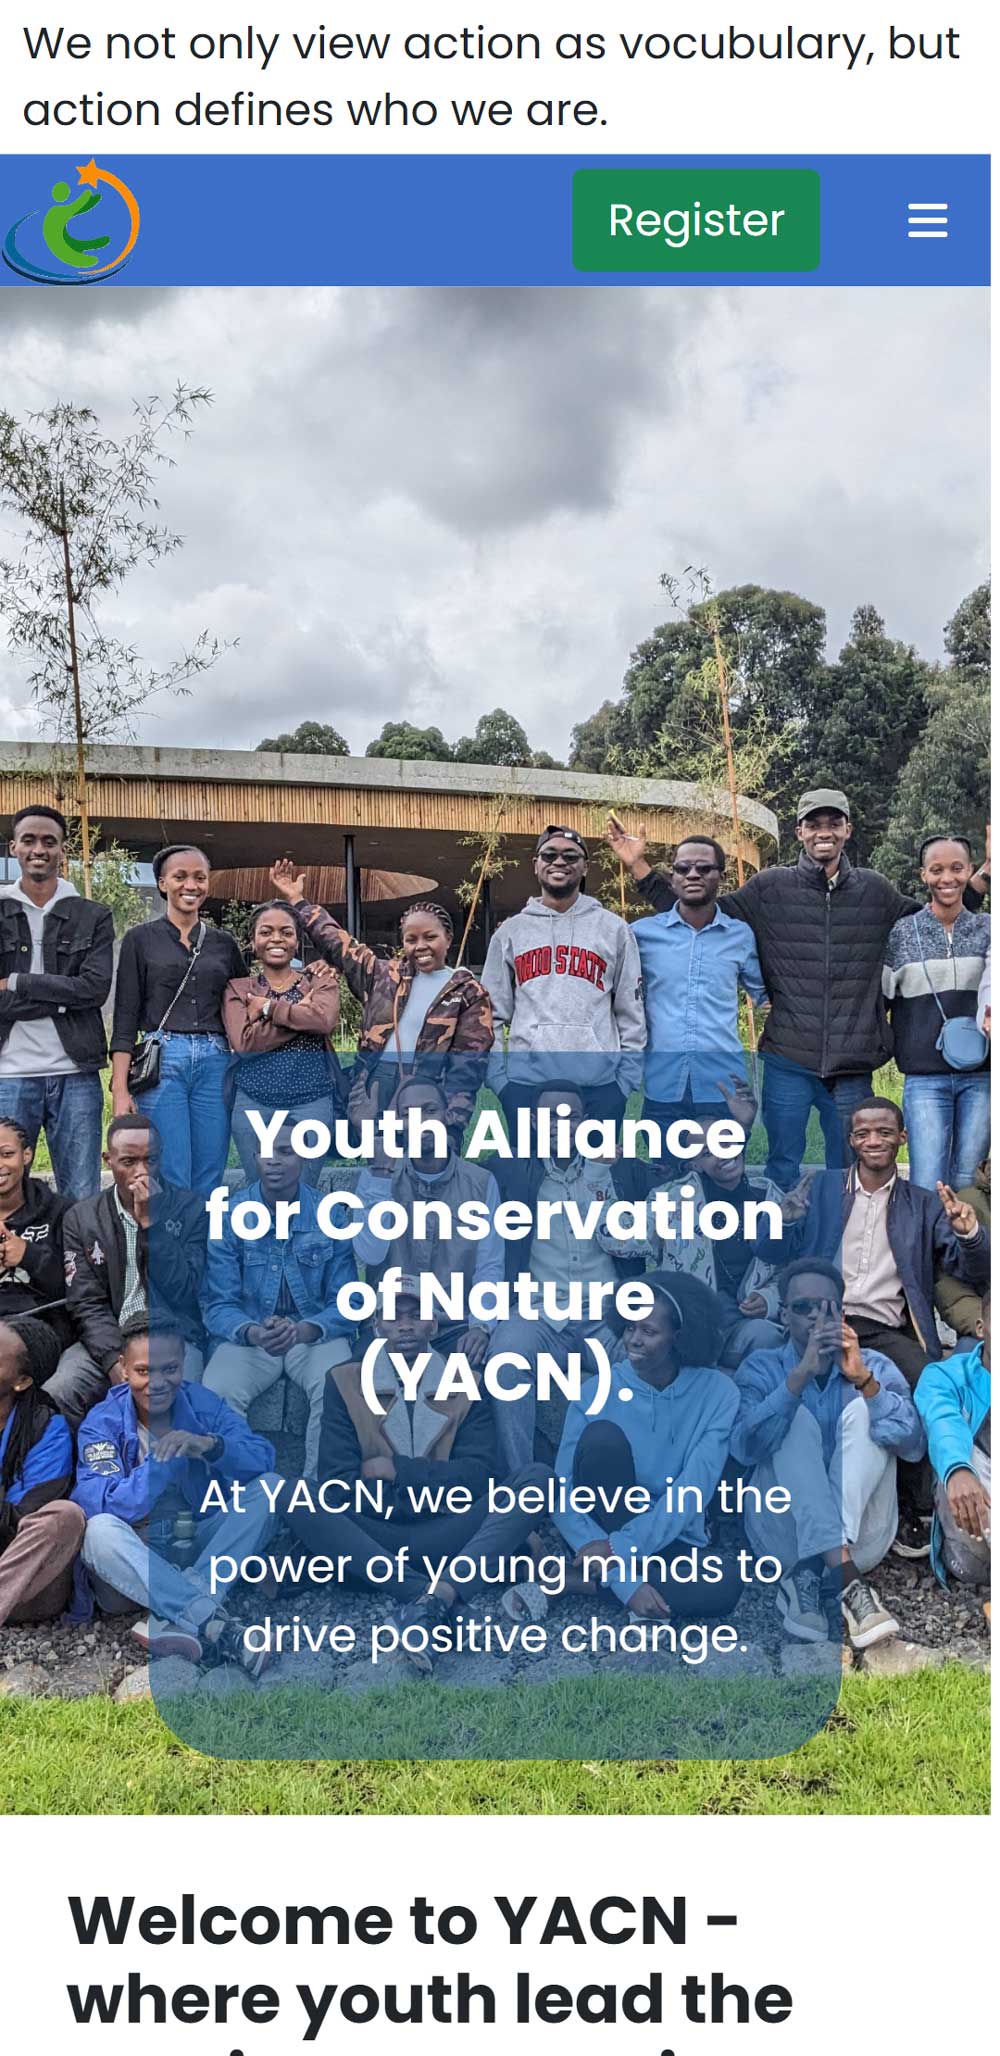 We not only view action as vocubulary, but
action defines who we are.
Register
OHIO STATE
Youth Alliance
for Conservation
of Nature
(YACN).
At YACN, we believe in the
power of young minds to
drive positive change.
Welcome to YACN -
where youth lead the